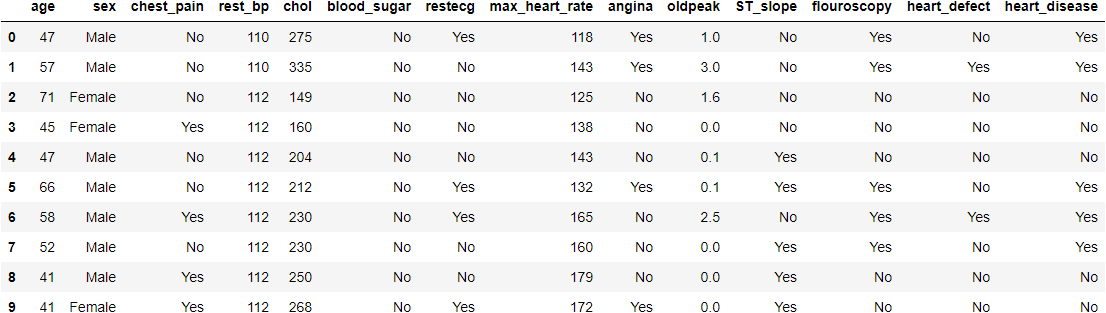 age sex chest_pain rest_bp chol blood_sugar restecg max_heart_rate angina oldpeak ST_slope flouroscopy heart_defect heart_disease
0 47 Male No 110 275 No Yes 118 Yes 1.0 No Yes No Yes
1 57 Male No 110 335 No No 143 Yes 3.0 No Yes Yes Yes
2 71 Female No 112 149 No No 125 No 1.6 No No No No
3 45 Female Yes 112 160 No No 138 No 0.0 No No No No
4 47 Male No 112 204 No No 143 No 0.1 Yes No No No
5 66 Male No 112 212 No Yes 132 Yes 0.1 Yes Yes No Yes
6 58 Male Yes 112 230 No Yes 165 No 2.5 No Yes Yes Yes
7 52 Male No 112 230 No No 160 No 0.0 Yes Yes No Yes
8 41 Male Yes 112 250 No No 179 No 0.0 Yes No No No
9 41 Female Yes 112 268 No Yes 172 Yes 0.0 Yes No No No